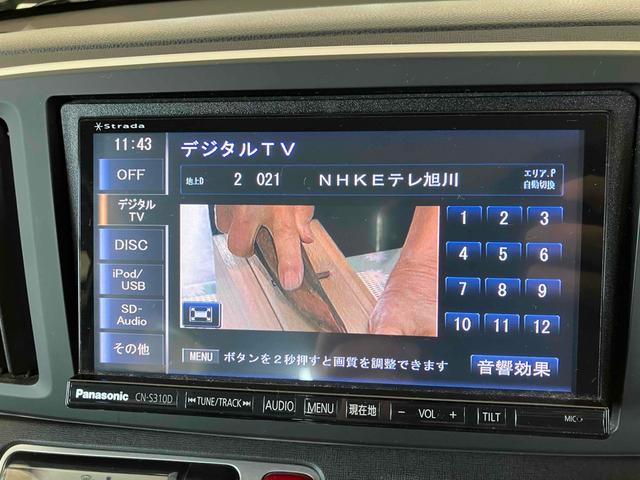 Strada
11:43
デジタルTV
OFF
地上D 2 021 NHKEテレ旭川
エリア.P
自動切換
デジタル
TV
DISC
iPod/
USB
SD-
Audio
その他
1 2 3
4 5 6
7 8 9
10 11 12
MENU ボタンを2秒押すと画質を調整できます
音響効果
Panasonic CN-S310D TUNE/TRACK AUDIO MENU 現在地 − VOL + TILT MIC